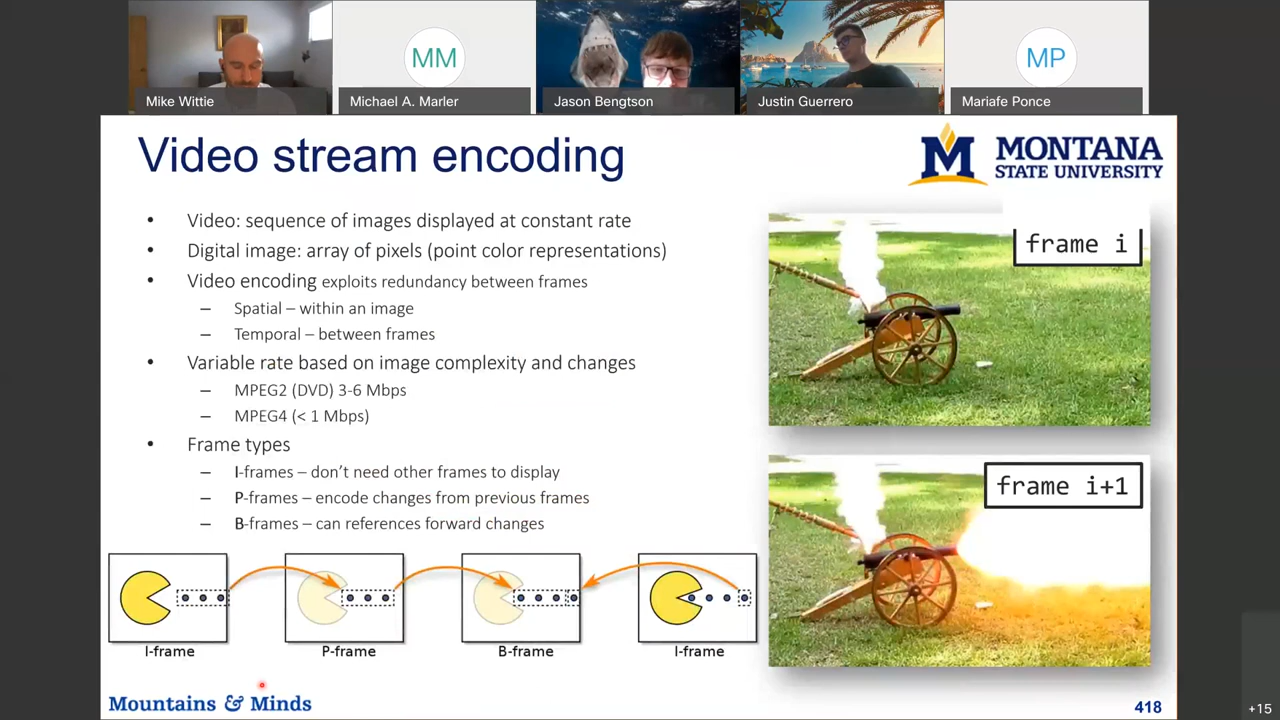 MM
MP
Mike Wittie
Michael A. Marler
Jason Bengtson
Justin Guerrero
Mariafe Ponce
Video stream encoding
M MONTANA
STATE UNIVERSITY
• Video: sequence of images displayed at constant rate
• Digital image: array of pixels (point color representations)
• Video encoding exploits redundancy between frames
– Spatial – within an image
– Temporal – between frames
• Variable rate based on image complexity and changes
– MPEG2 (DVD) 3-6 Mbps
– MPEG4 (< 1 Mbps)
• Frame types
– I-frames – don’t need other frames to display
– P-frames – encode changes from previous frames
– B-frames – can references forward changes
frame i
frame i+1
I-frame
P-frame
B-frame
I-frame
Mountains & Minds
418
+15